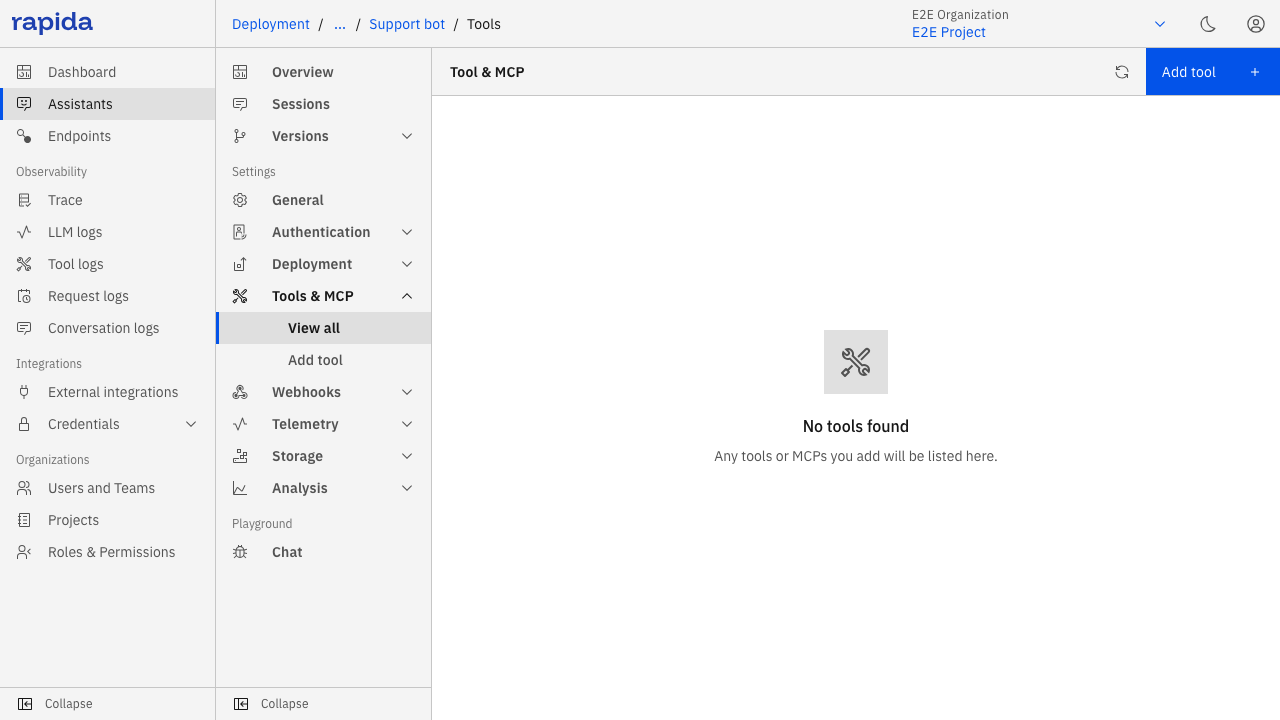 rapida
Deployment / ... / Support bot / Tools
E2E Organization
E2E Project
Dashboard
Assistants
Endpoints
Observability
Trace
LLM logs
Tool logs
Request logs
Conversation logs
Integrations
External integrations
Credentials
Organizations
Users and Teams
Projects
Roles & Permissions
Collapse
Overview
Sessions
Versions
Settings
General
Authentication
Deployment
Tools & MCP
View all
Add tool
Webhooks
Telemetry
Storage
Analysis
Playground
Chat
Collapse
Tool & MCP
Add tool +
No tools found
Any tools or MCPs you add will be listed here.